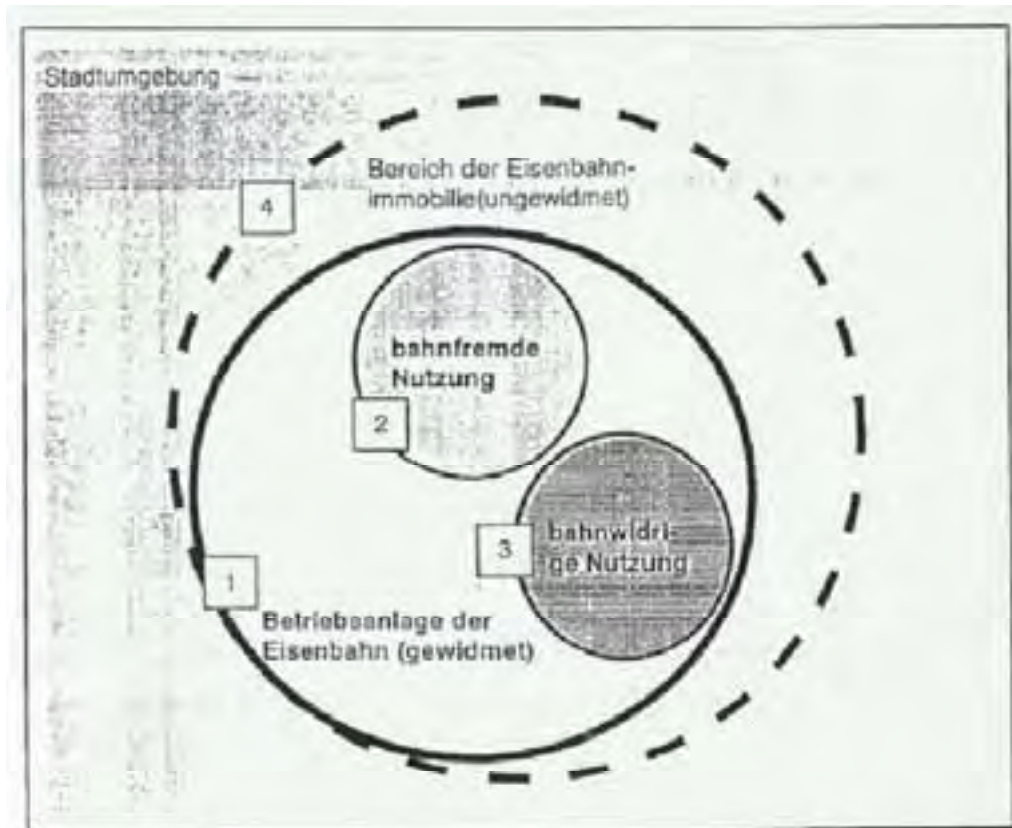 Stadtumgebung
Bereich der Eisenbahn-
immobilie(ungewidmet)
4
bahnfremde
Nutzung
2
3
bahnwidri-
ge Nutzung
1
Betriebsanlage der
Eisenbahn (gewidmet)